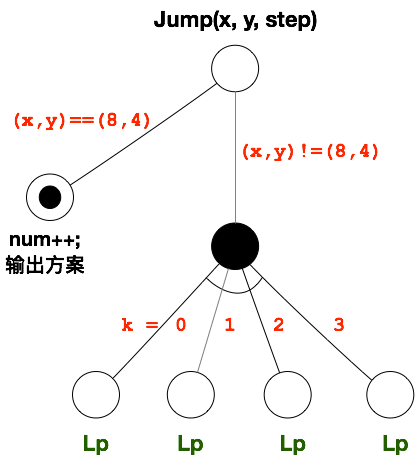 Jump(x, y, step)
(x,y)==(8,4)
(x,y)!=(8,4)
num++;
输出方案
k = 0 1 2 3
Lp Lp Lp Lp